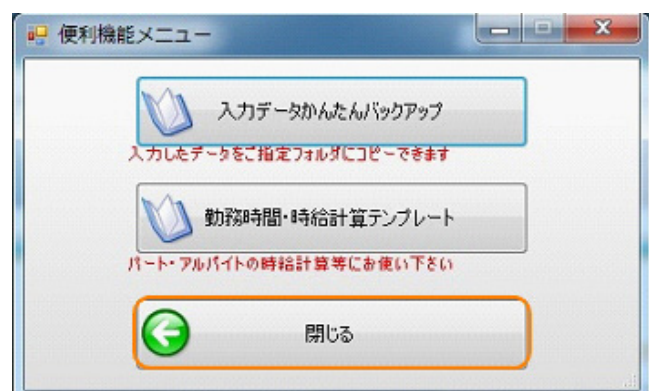 便利機能メニュー
入力データかんたんバックアップ
入力したデータをご指定フォルダにコピーできます
勤務時間・時給計算テンプレート
パート・アルバイトの時給計算等にお使い下さい
閉じる